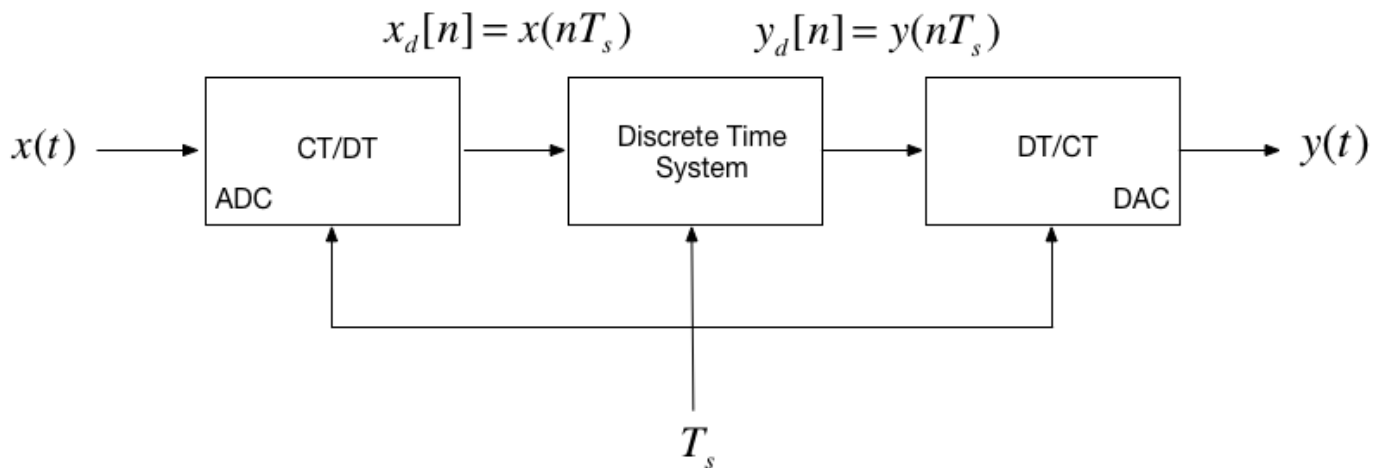 x_d[n] = x(nT_s)
y_d[n] = y(nT_s)
x(t)
CT/DT
ADC
Discrete Time
System
DT/CT
DAC
y(t)
T_s